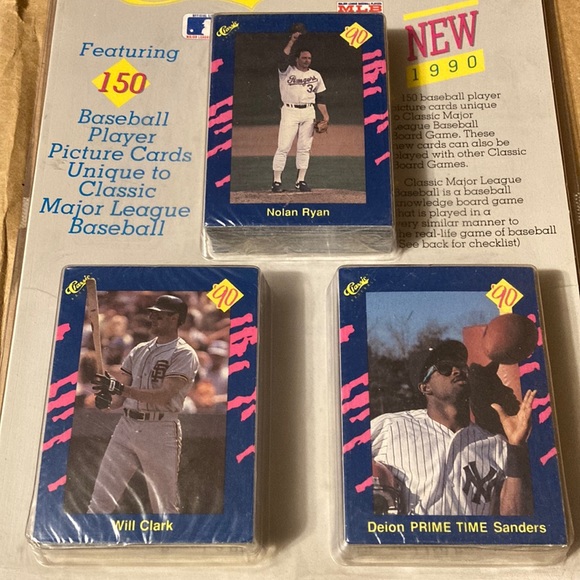 Featuring
150
Baseball
Player
Picture Cards
Unique to
Classic
Major League
Baseball
Classic
'90
3
Nolan Ryan
MLB
NEW
1990
150 baseball player
picture cards unique
to Classic Major
League Baseball
Board Game. These
new cards can also be
played with other Classic
Board Games.
Classic Major League
Baseball is a baseball
knowledge board game
that is played in a
very similar manner to
the real-life game of baseball
(See back for checklist)
Classic
'90
SF
Will Clark
Classic
'90
NY
Deion PRIME TIME Sanders